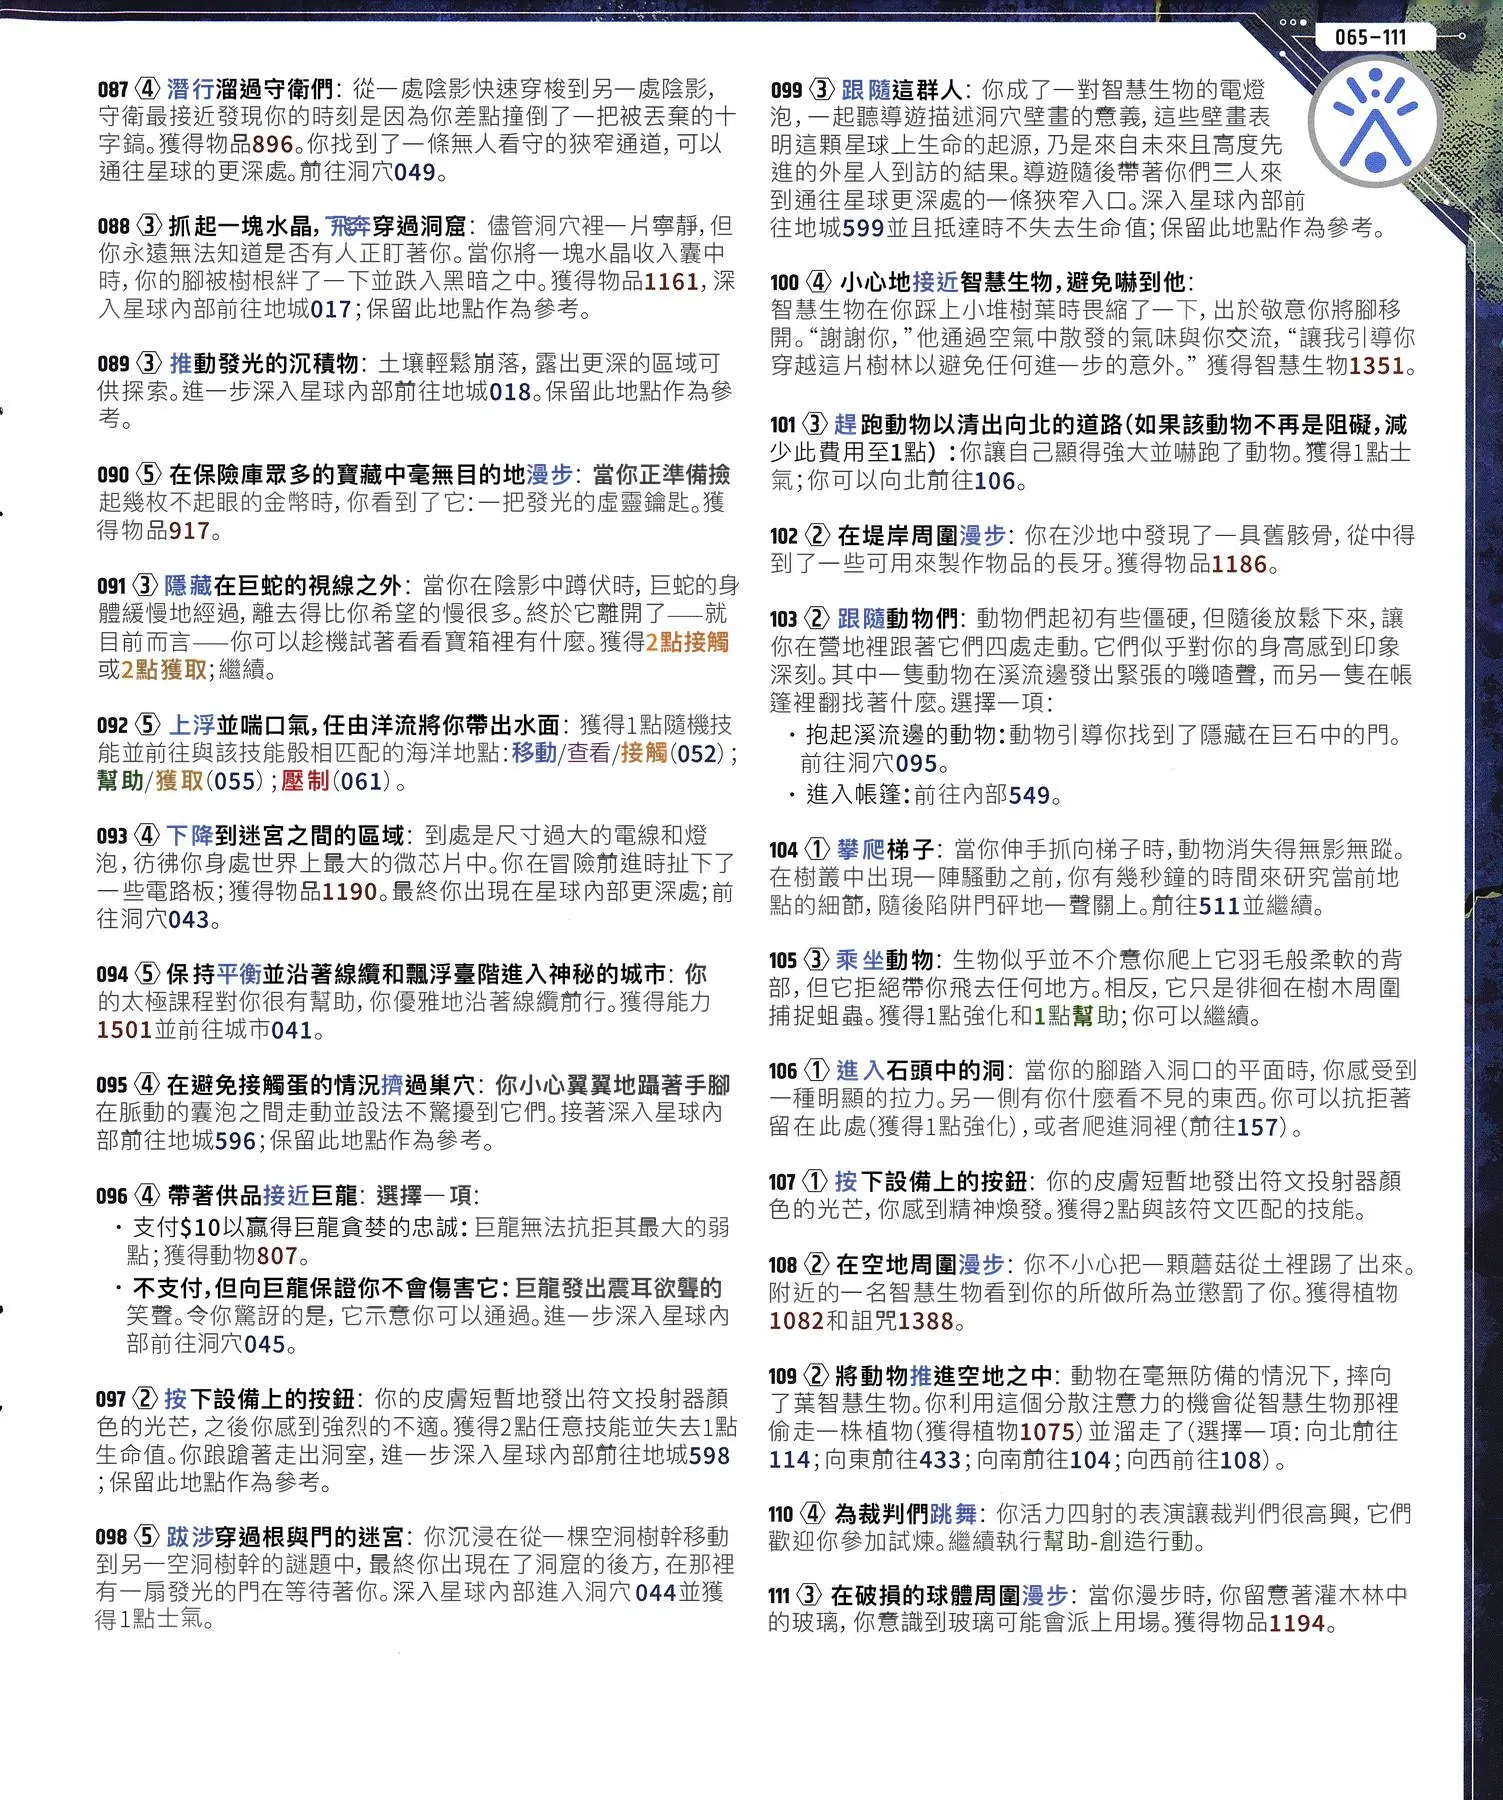 065–111
087 4 潛行溜過守衛們: 從一處陰影快速穿梭到另一處陰影,
守衛最接近發現你的時刻是因為你差點撞倒了一把被丟棄的十
字鎬。獲得物品896。你找到了一條無人看守的狹窄通道, 可以
通往星球的更深處。前往洞穴049。
088 3 抓起一塊水晶, 飛奔穿過洞窟: 儘管洞穴裡一片寧靜, 但
你永遠無法知道是否有人正盯著你。當你將一塊水晶收入囊中
時, 你的腳被樹根絆了一下並跌入黑暗之中。獲得物品1161, 深
入星球內部前往地城017; 保留此地點作為參考。
089 3 推動發光的沉積物: 土壤輕鬆崩落, 露出更深的區域可
供探索。進一步深入星球內部前往地城018。保留此地點作為參
考。
090 5 在保險庫眾多的寶藏中毫無目的地漫步: 當你正準備撿
起幾枚不起眼的金幣時, 你看到了它: 一把發光的虛靈鑰匙。獲
得物品917。
091 3 隱藏在巨蛇的視線之外: 當你在陰影中蹲伏時, 巨蛇的身
體緩慢地經過, 離去得比你希望的慢很多。終於它離開了——就
目前而言——你可以趁機試著看看寶箱裡有什麼。獲得2點接觸
或2點獲取; 繼續。
092 5 上浮並喘口氣, 任由洋流將你帶出水面: 獲得1點隨機技
能並前往與該技能骰相匹配的海洋地點: 移動/查看/接觸(052);
幫助/獲取(055); 壓制(061)。
093 4 下降到迷宮之間的區域: 到處是尺寸過大的電線和燈
泡, 彷彿你身處世界上最大的微芯片中。你在冒險前進時扯下了
一些電路板; 獲得物品1190。最終你出現在星球內部更深處; 前
往洞穴043。
094 5 保持平衡並沿著線纜和飄浮臺階進入神秘的城市: 你
的太極課程對你很有幫助, 你優雅地沿著線纜前行。獲得能力
1501並前往城市041。
095 4 在避免接觸蛋的情況擠過巢穴: 你小心翼翼地躡著手腳
在脈動的囊泡之間走動並設法不驚擾到它們。接著深入星球內
部前往地城596; 保留此地點作為參考。
096 4 帶著供品接近巨龍: 選擇一項:
· 支付$10以贏得巨龍貪婪的忠誠: 巨龍無法抗拒其最大的弱
點; 獲得動物807。
· 不支付, 但向巨龍保證你不會傷害它: 巨龍發出震耳欲聾的
笑聲。令你驚訝的是, 它示意你可以通過。進一步深入星球內
部前往洞穴045。
097 2 按下設備上的按鈕: 你的皮膚短暫地發出符文投射器顏
色的光芒, 之後你感到強烈的不適。獲得2點任意技能並失去1點
生命值。你踉蹌著走出洞室, 進一步深入星球內部前往地城598
; 保留此地點作為參考。
098 5 跋涉穿過根與門的迷宮: 你沉浸在從一棵空洞樹幹移動
到另一空洞樹幹的謎題中, 最終你出現在了洞窟的後方, 在那裡
有一扇發光的門在等待著你。深入星球內部進入洞穴044並獲
得1點士氣。
099 3 跟隨這群人: 你成了一對智慧生物的電燈
泡, 一起聽導遊描述洞穴壁畫的意義, 這些壁畫表
明這顆星球上生命的起源, 乃是來自未來且高度先
進的外星人到訪的結果。導遊隨後帶著你們三人來
到通往星球更深處的一條狹窄入口。深入星球內部前
往地城599並且抵達時不失去生命值; 保留此地點作為參考。
100 4 小心地接近智慧生物, 避免嚇到他:
智慧生物在你踩上小堆樹葉時畏縮了一下, 出於敬意你將腳移
開。“謝謝你,”他通過空氣中散發的氣味與你交流,“讓我引導你
穿越這片樹林以避免任何進一步的意外。” 獲得智慧生物1351。
101 3 趕跑動物以清出向北的道路(如果該動物不再是阻礙, 減
少此費用至1點): 你讓自己顯得強大並嚇跑了動物。獲得1點士
氣; 你可以向北前往106。
102 2 在堤岸周圍漫步: 你在沙地中發現了一具舊骸骨, 從中得
到了一些可用來製作物品的長牙。獲得物品1186。
103 2 跟隨動物們: 動物們起初有些僵硬, 但隨後放鬆下來, 讓
你在營地裡跟著它們四處走動。它們似乎對你的身高感到印象
深刻。其中一隻動物在溪流邊發出緊張的嘰喳聲, 而另一隻在帳
篷裡翻找著什麼。選擇一項:
· 抱起溪流邊的動物: 動物引導你找到了隱藏在巨石中的門。
前往洞穴095。
· 進入帳篷: 前往內部549。
104 1 攀爬梯子: 當你伸手抓向梯子時, 動物消失得無影無蹤。
在樹叢中出現一陣騷動之前, 你有幾秒鐘的時間來研究當前地
點的細節, 隨後陷阱門砰地一聲關上。前往511並繼續。
105 3 乘坐動物: 生物似乎並不介意你爬上它羽毛般柔軟的背
部, 但它拒絕帶你飛去任何地方。相反, 它只是徘徊在樹木周圍
捕捉蛆蟲。獲得1點強化和1點幫助; 你可以繼續。
106 1 進入石頭中的洞: 當你的腳踏入洞口的平面時, 你感受到
一種明顯的拉力。另一側有你什麼看不見的東西。你可以抗拒著
留在此處(獲得1點強化), 或者爬進洞裡(前往157)。
107 1 按下設備上的按鈕: 你的皮膚短暫地發出符文投射器顏
色的光芒, 你感到精神煥發。獲得2點與該符文匹配的技能。
108 2 在空地周圍漫步: 你不小心把一顆蘑菇從土裡踢了出來。
附近的一名智慧生物看到你的所做所為並懲罰了你。獲得植物
1082和詛咒1388。
109 2 將動物推進空地之中: 動物在毫無防備的情況下, 摔向
了葉智慧生物。你利用這個分散注意力的機會從智慧生物那裡
偷走一株植物(獲得植物1075)並溜走了(選擇一項: 向北前往
114; 向東前往433; 向南前往104; 向西前往108)。
110 4 為裁判們跳舞: 你活力四射的表演讓裁判們很高興, 它們
歡迎你參加試煉。繼續執行幫助-創造行動。
111 3 在破損的球體周圍漫步: 當你漫步時, 你留意著灌木林中
的玻璃, 你意識到玻璃可能會派上用場。獲得物品1194。